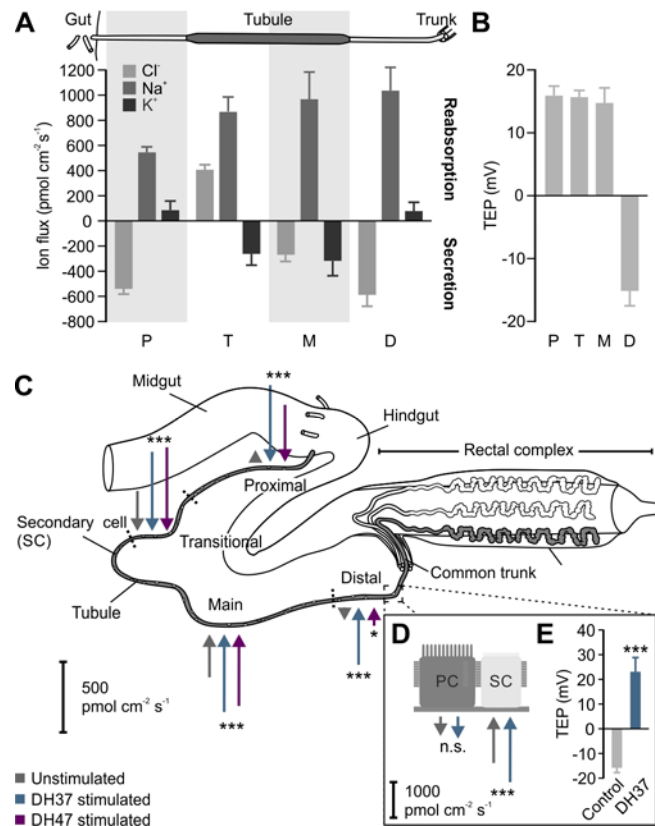 A
Gut
Tubule
Trunk
Cl⁻
Na⁺
K⁺
Ion flux (pmol cm⁻² s⁻¹)
1200
1000
800
600
400
200
0
-200
-400
-600
-800
P T M D
Reabsorption
Secretion
B
TEP (mV)
20
10
0
-10
-20
P T M D
C
Midgut
Hindgut
***
***
Proximal
Rectal complex
Secondary cell
(SC)
Transitional
Tubule
Main
Distal
Common trunk
***
***
*
500
pmol cm⁻² s⁻¹
Unstimulated
DH37 stimulated
DH47 stimulated
D
PC
SC
n.s.
***
1000
pmol cm⁻² s⁻¹
E
TEP (mV)
40
30
20
10
0
-10
-20
***
Control
DH37